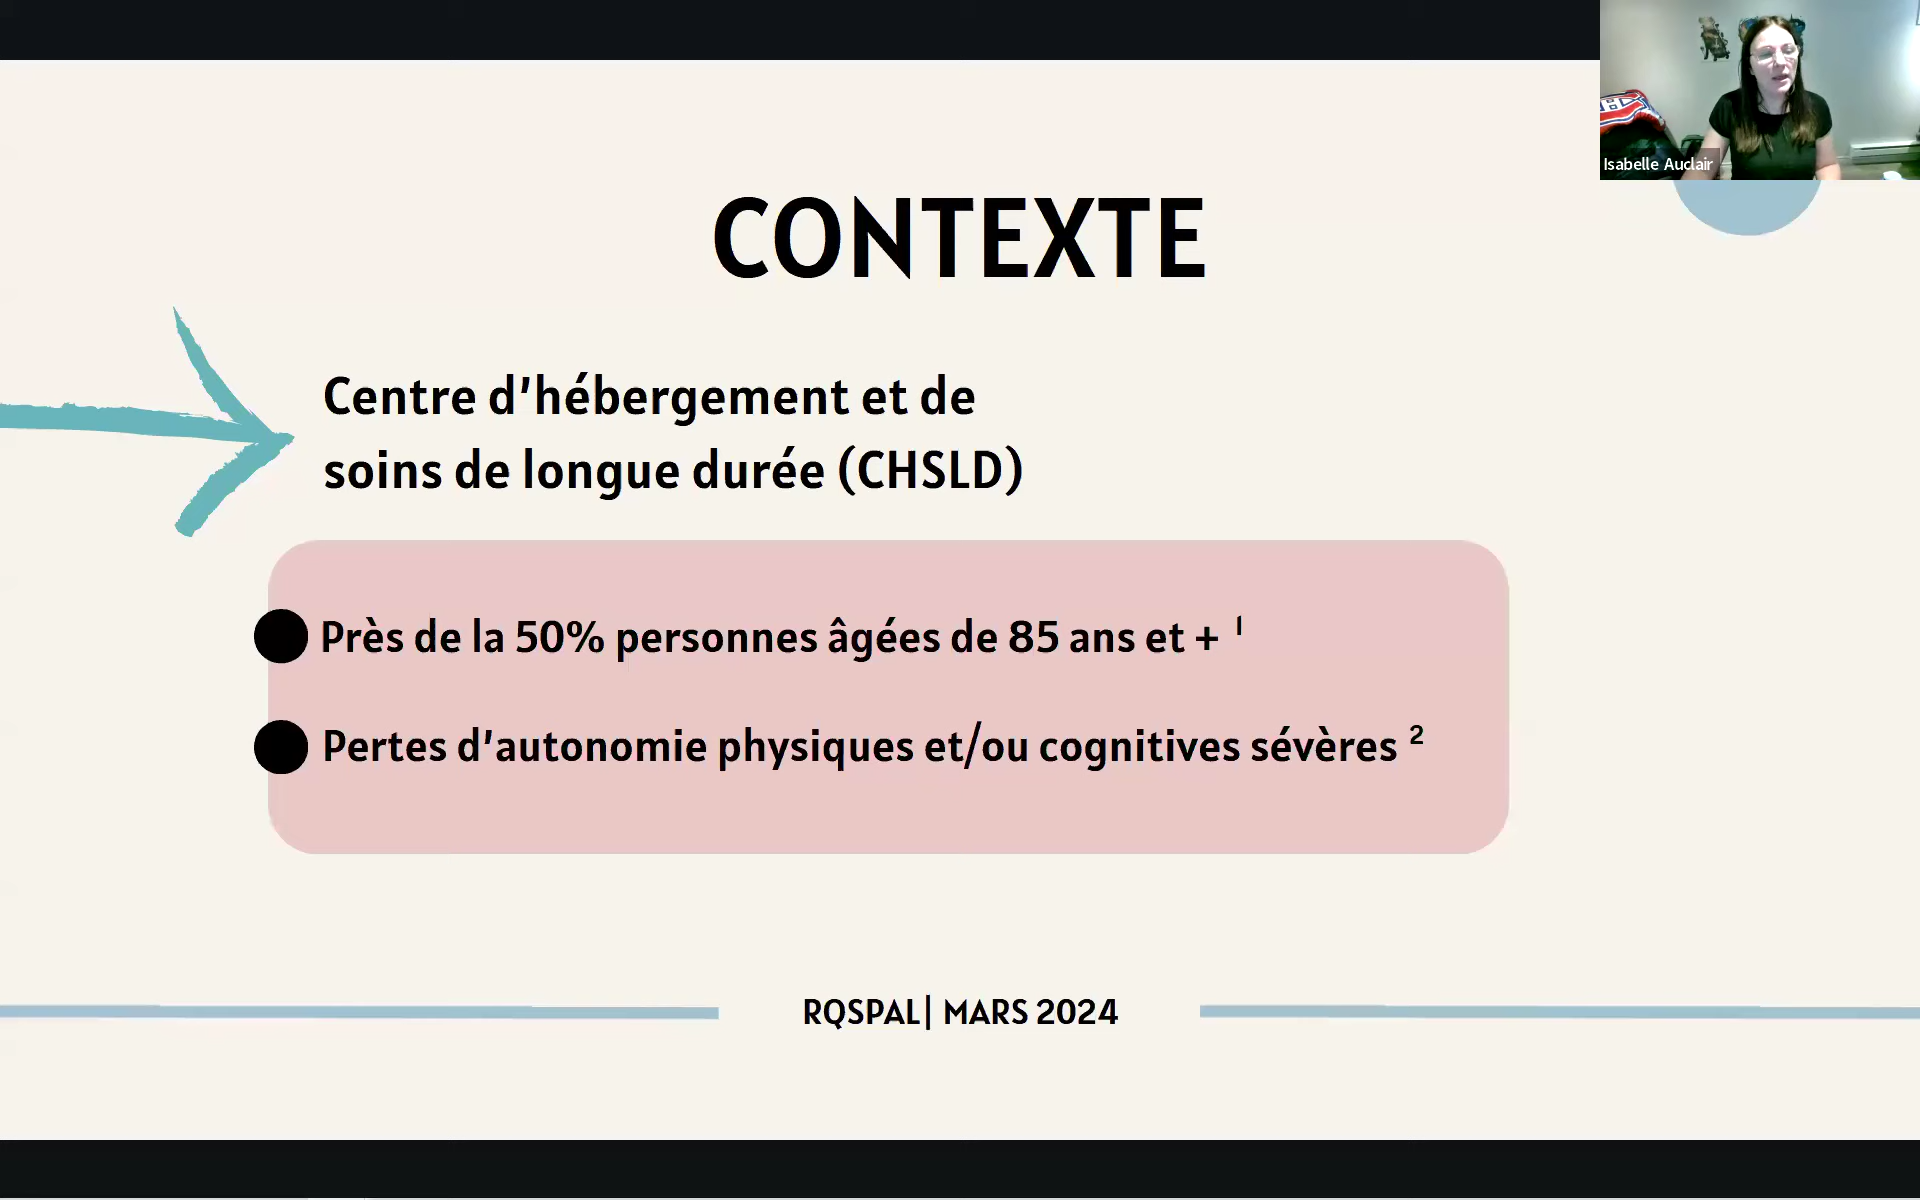 Isabelle Auclair
CONTEXTE
Centre d'hébergement et de
soins de longue durée (CHSLD)
Près de la 50% personnes âgées de 85 ans et + ¹
Pertes d'autonomie physiques et/ou cognitives sévères ²
RQSPAL| MARS 2024